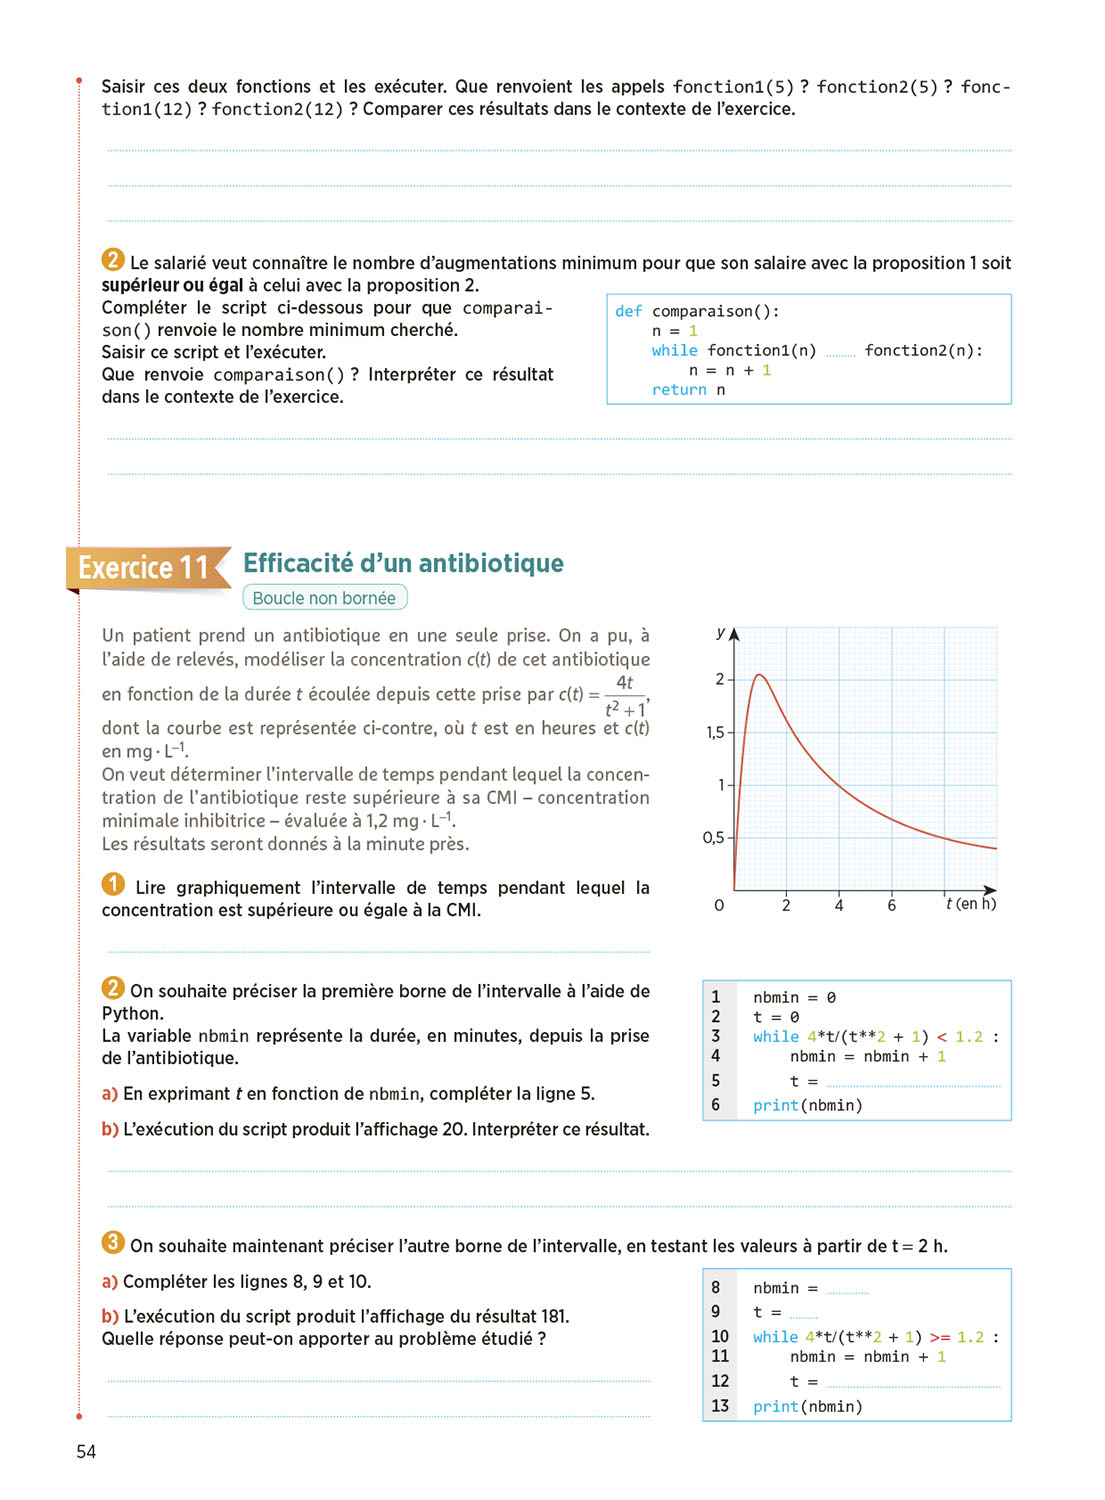 Saisir ces deux fonctions et les exécuter. Que renvoient les appels fonction1(5) ? fonction2(5) ? fonc-
tion1(12) ? fonction2(12) ? Comparer ces résultats dans le contexte de l'exercice.
2 Le salarié veut connaître le nombre d'augmentations minimum pour que son salaire avec la proposition 1 soit
supérieur ou égal à celui avec la proposition 2.
Compléter le script ci-dessous pour que comparai-
son() renvoie le nombre minimum cherché.
Saisir ce script et l'exécuter.
Que renvoie comparaison() ? Interpréter ce résultat
dans le contexte de l'exercice.
def comparaison():
n = 1
while fonction1(n) ........ fonction2(n):
n = n + 1
return n
Exercice 11
Efficacité d'un antibiotique
Boucle non bornée
Un patient prend un antibiotique en une seule prise. On a pu, à
l'aide de relevés, modéliser la concentration c(t) de cet antibiotique
en fonction de la durée t écoulée depuis cette prise par c(t) = 4t/(t² + 1),
dont la courbe est représentée ci-contre, où t est en heures et c(t)
en mg · L⁻¹.
On veut déterminer l'intervalle de temps pendant lequel la concen-
tration de l'antibiotique reste supérieure à sa CMI – concentration
minimale inhibitrice – évaluée à 1,2 mg · L⁻¹.
Les résultats seront donnés à la minute près.
y
2
1,5
1
0,5
0
2
4
6
t (en h)
1 Lire graphiquement l'intervalle de temps pendant lequel la
concentration est supérieure ou égale à la CMI.
2 On souhaite préciser la première borne de l'intervalle à l'aide de
Python.
La variable nbmin représente la durée, en minutes, depuis la prise
de l'antibiotique.
a) En exprimant t en fonction de nbmin, compléter la ligne 5.
b) L'exécution du script produit l'affichage 20. Interpréter ce résultat.
1 nbmin = 0
2 t = 0
3 while 4*t/(t**2 + 1) < 1.2 :
4 nbmin = nbmin + 1
5 t = ........
6 print(nbmin)
3 On souhaite maintenant préciser l'autre borne de l'intervalle, en testant les valeurs à partir de t = 2 h.
a) Compléter les lignes 8, 9 et 10.
b) L'exécution du script produit l'affichage du résultat 181.
Quelle réponse peut-on apporter au problème étudié ?
8 nbmin = ........
9 t = ........
10 while 4*t/(t**2 + 1) >= 1.2 :
11 nbmin = nbmin + 1
12 t = ........
13 print(nbmin)
54